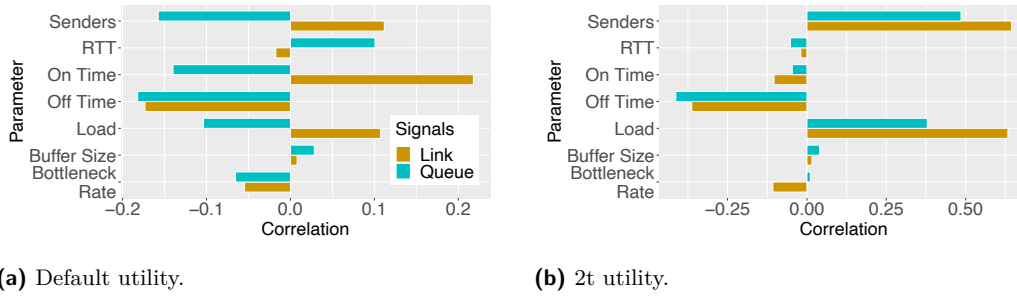 Parameter
Senders
RTT
On Time
Off Time
Load
Buffer Size
Bottleneck
Rate
Signals
Link
Queue
−0.2 −0.1 0.0 0.1 0.2
Correlation
(a) Default utility.
Parameter
Senders
RTT
On Time
Off Time
Load
Buffer Size
Bottleneck
Rate
−0.25 0.00 0.25 0.50
Correlation
(b) 2t utility.